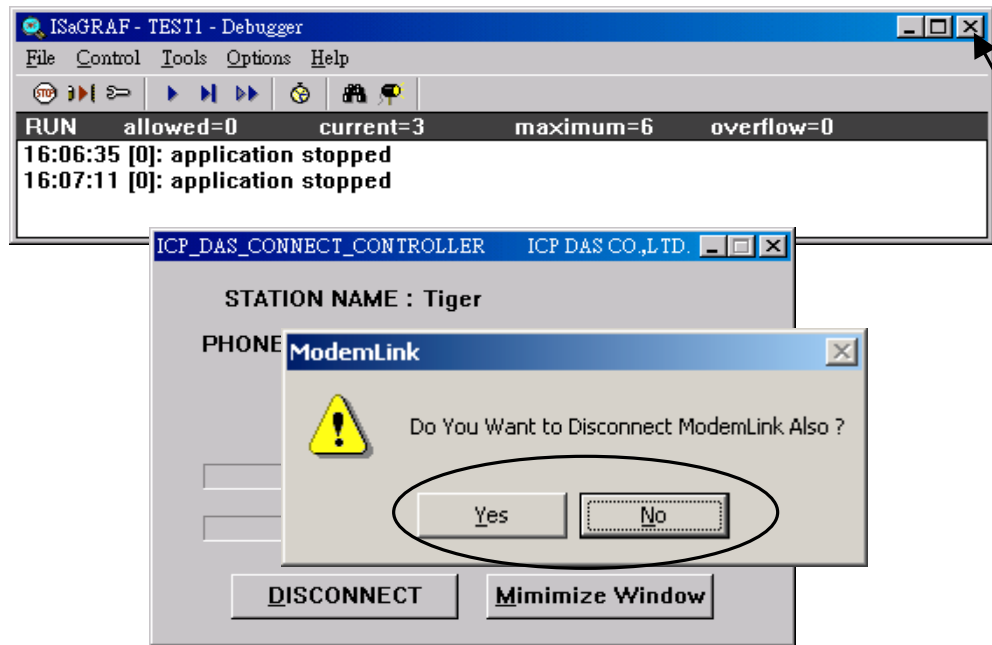 ISaGRAF - TEST1 - Debugger
File Control Tools Options Help
STOP
RUN allowed=0 current=3 maximum=6 overflow=0
16:06:35 [0]: application stopped
16:07:11 [0]: application stopped
ICP_DAS_CONNECT_CONTROLLER ICP DAS CO.,LTD.
STATION NAME : Tiger
PHONE
ModemLink
Do You Want to Disconnect ModemLink Also ?
Yes No
DISCONNECT Mimimize Window